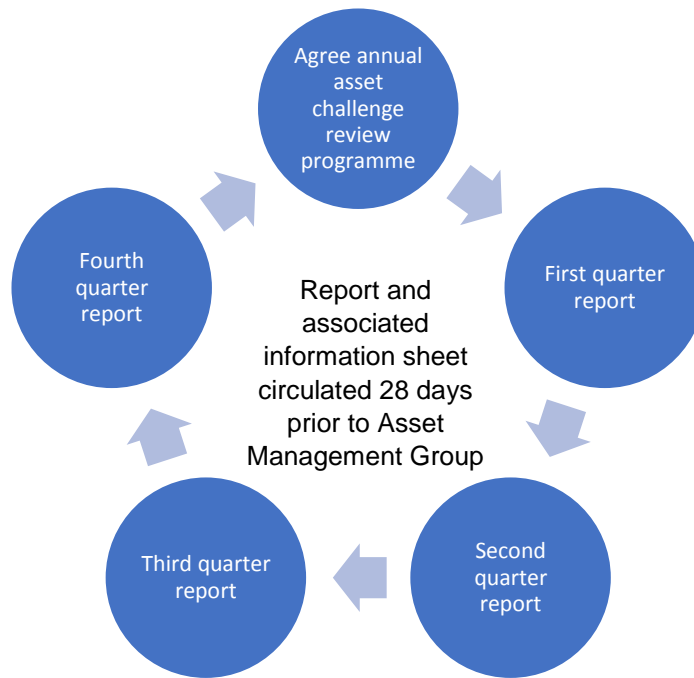 Agree annual
asset
challenge
review
programme
First quarter
report
Second
quarter
report
Third quarter
report
Fourth
quarter
report
Report and
associated
information sheet
circulated 28 days
prior to Asset
Management Group